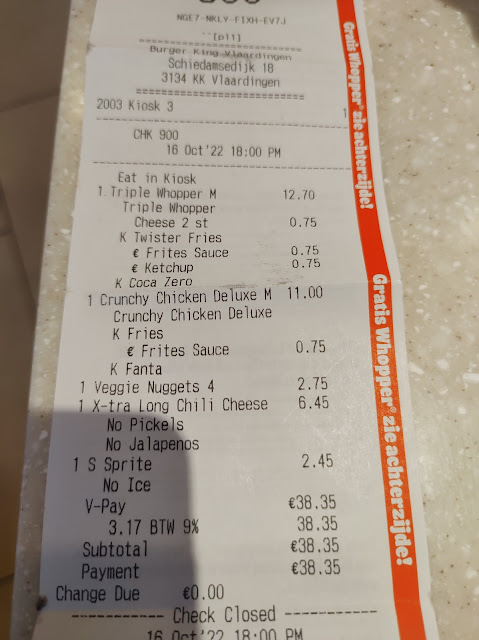 NGE7-NKLY-FIXH-EV7J
Burger King Vlaardingen
Schiedamsedijk 18
3134 KK Vlaardingen
2003 Kiosk 3
CHK 900
16 Oct'22 18:00 PM
Eat in Kiosk
1 Triple Whopper M 12.70
Triple Whopper
Cheese 2 st 0.75
K Twister Fries
€ Frites Sauce 0.75
€ Ketchup 0.75
K Coca Zero
1 Crunchy Chicken Deluxe M 11.00
Crunchy Chicken Deluxe
K Fries
€ Frites Sauce 0.75
K Fanta
1 Veggie Nuggets 4 2.75
1 X-tra Long Chili Cheese 6.45
No Pickels
No Jalapenos
1 S Sprite 2.45
No Ice
V-Pay €38.35
3.17 BTW 9% 38.35
Subtotal €38.35
Payment €38.35
Change Due €0.00
------------ Check Closed ------------
16 Oct'22 18:00 PM
Gratis Whopper® zie achterzijde!
Gratis Whopper® zie achterzijde!